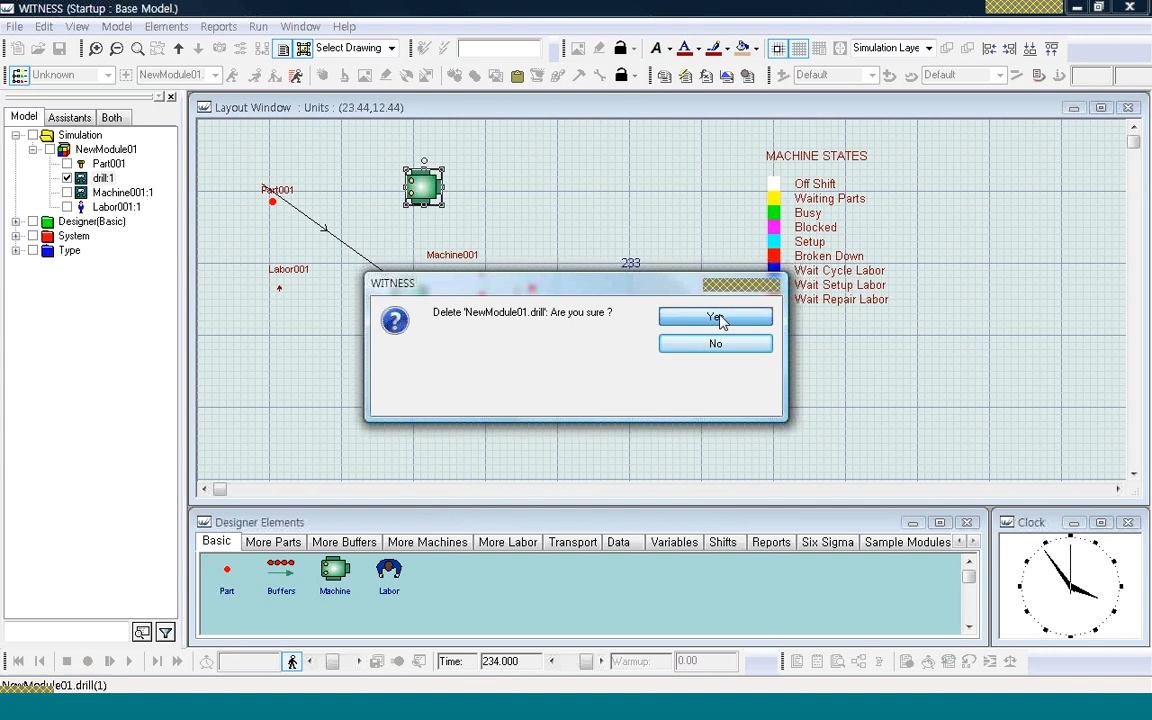 WITNESS (Startup : Base Model.)
File Edit View Model Elements Reports Run Window Help
Select Drawing
Simulation Laye
Unknown NewModule01. Default Default
Model Assistants Both
Simulation
NewModule01
Part001
drill:1
Machine001:1
Labor001:1
Designer(Basic)
System
Type
Layout Window : Units : (23.44,12.44)
Part001
Labor001
Machine001
233
MACHINE STATES
Off Shift
Waiting Parts
Busy
Blocked
Setup
Broken Down
Wait Cycle Labor
Wait Setup Labor
Wait Repair Labor
WITNESS
Delete 'NewModule01.drill': Are you sure ?
Yes
No
Designer Elements
Basic More Parts More Buffers More Machines More Labor Transport Data Variables Shifts Reports Six Sigma Sample Modules
Part Buffers Machine Labor
Clock
Time: 234.000 Warmup: 0.00
NewModule01.drill(1)